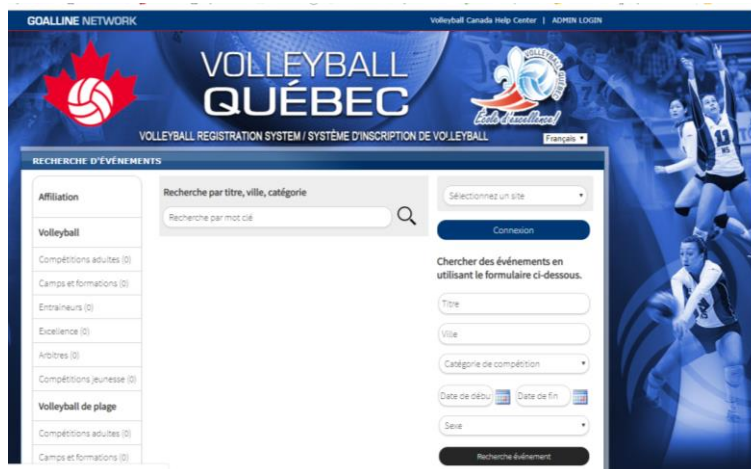 GOALLINE NETWORK
Volleyball Canada Help Center | ADMIN LOGIN
VOLLEYBALL
QUÉBEC
VOLLEYBALL QUÉBEC
École d'excellence!
VOLLEYBALL REGISTRATION SYSTEM / SYSTÈME D'INSCRIPTION DE VOLLEYBALL
Français
RECHERCHE D'ÉVÉNEMENTS
Affiliation
Volleyball
Compétitions adultes (0)
Camps et formations (0)
Entraineurs (0)
Excellence (0)
Arbitres (0)
Compétitions jeunesse (0)
Volleyball de plage
Compétitions adultes (0)
Camps et formations (0)
Recherche par titre, ville, catégorie
Recherche par mot clé
Sélectionnez un site
Connexion
Chercher des événements en
utilisant le formulaire ci-dessous.
Titre
Ville
Catégorie de compétition
Date de débu
Date de fin
Sexe
Recherche événement
11